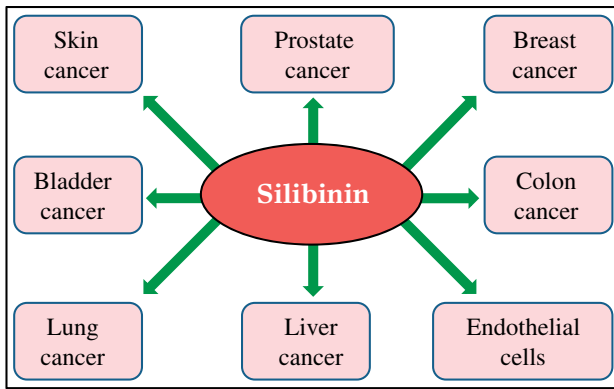 Skin
cancer
Prostate
cancer
Breast
cancer
Bladder
cancer
Silibinin
Colon
cancer
Lung
cancer
Liver
cancer
Endothelial
cells